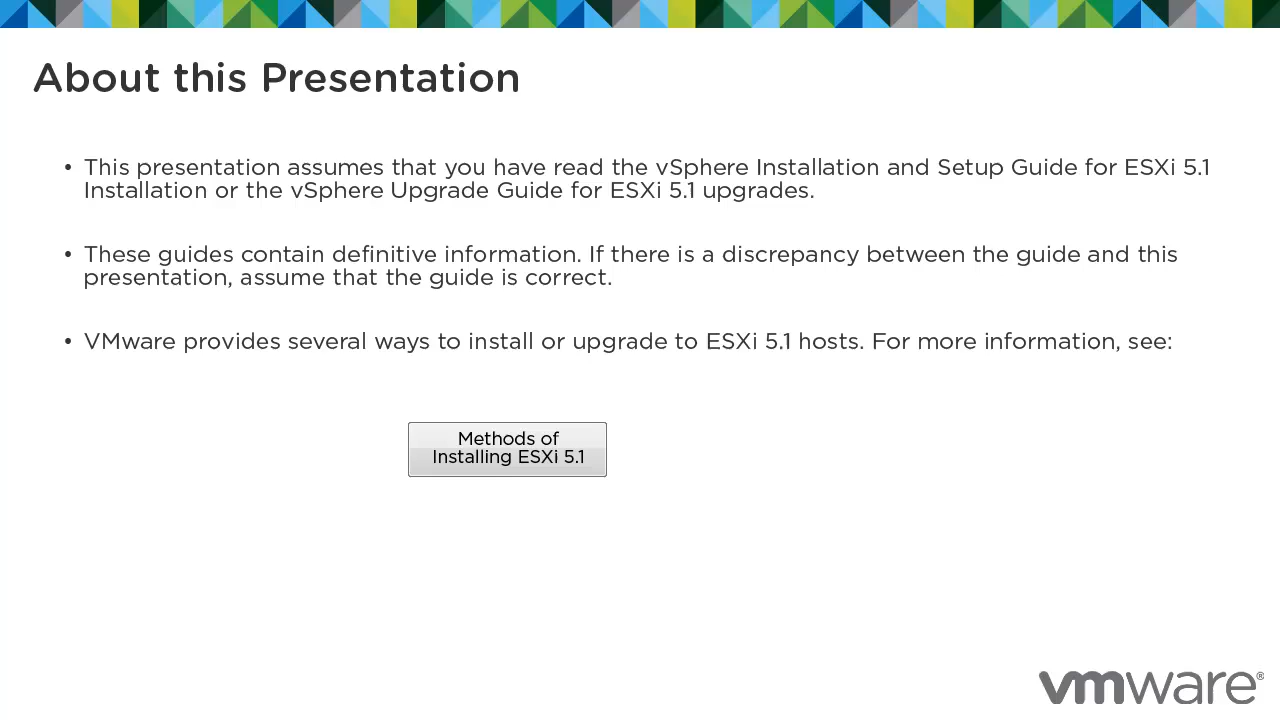 About this Presentation
• This presentation assumes that you have read the vSphere Installation and Setup Guide for ESXi 5.1
Installation or the vSphere Upgrade Guide for ESXi 5.1 upgrades.
• These guides contain definitive information. If there is a discrepancy between the guide and this
presentation, assume that the guide is correct.
• VMware provides several ways to install or upgrade to ESXi 5.1 hosts. For more information, see:
Methods of
Installing ESXi 5.1
vmware®